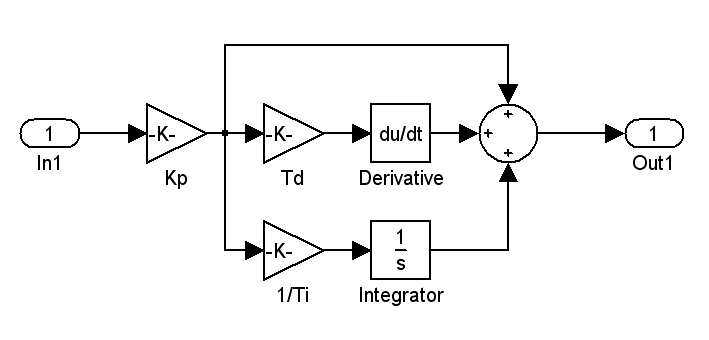 +
1
-K-
-K-
du/dt
+
1
In1
Kp
Td
Derivative
+
Out1
-K-
1
s
1/Ti
Integrator